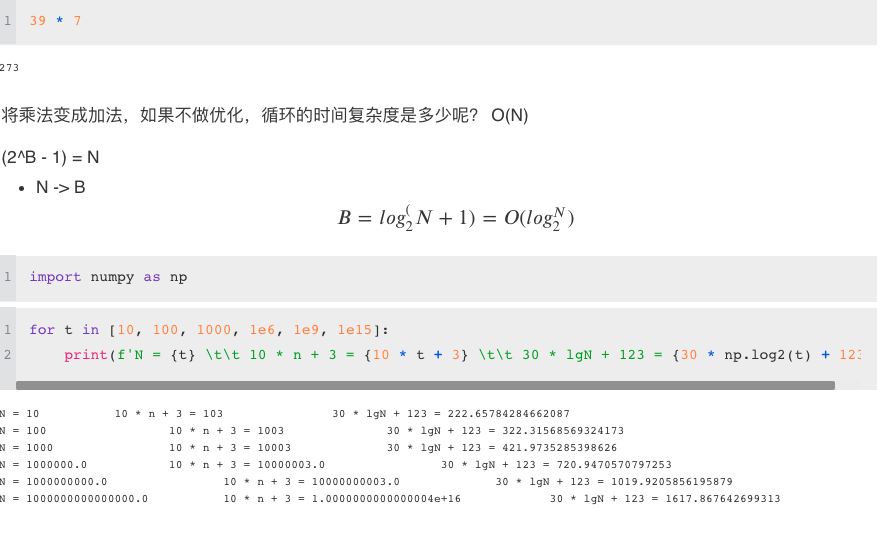 1 39 * 7
273
将乘法变成加法，如果不做优化，循环的时间复杂度是多少呢？ O(N)
(2^B - 1) = N
• N -> B
B = log₂⁽N + 1) = O(log₂ᴺ)
1 import numpy as np
1 for t in [10, 100, 1000, 1e6, 1e9, 1e15]:
2 print(f'N = {t} \t\t 10 * n + 3 = {10 * t + 3} \t\t 30 * lgN + 123 = {30 * np.log2(t) + 123
N = 10 10 * n + 3 = 103 30 * lgN + 123 = 222.65784284662087
N = 100 10 * n + 3 = 1003 30 * lgN + 123 = 322.31568569324173
N = 1000 10 * n + 3 = 10003 30 * lgN + 123 = 421.9735285398626
N = 1000000.0 10 * n + 3 = 10000003.0 30 * lgN + 123 = 720.9470570797253
N = 1000000000.0 10 * n + 3 = 10000000003.0 30 * lgN + 123 = 1019.9205856195879
N = 1000000000000000.0 10 * n + 3 = 1.0000000000000004e+16 30 * lgN + 123 = 1617.867642699313